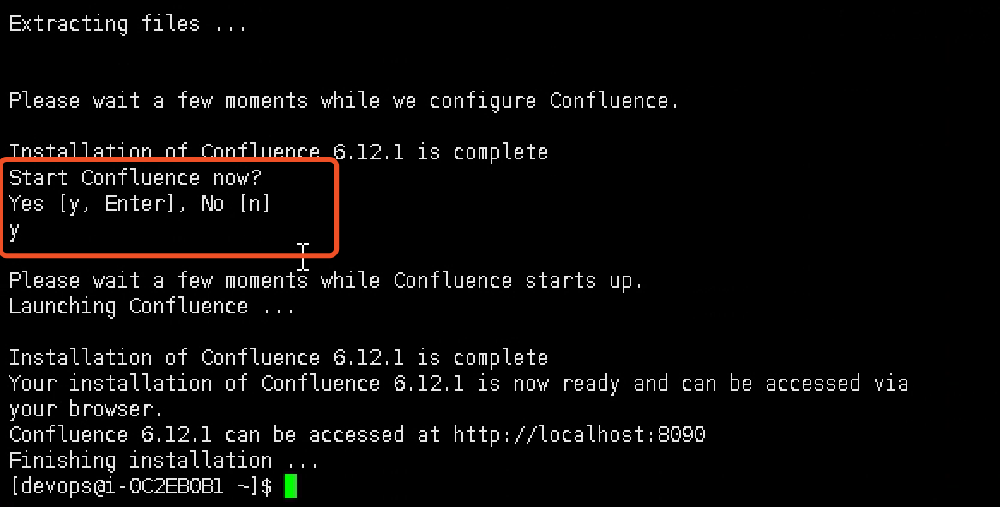 Extracting files ...
Please wait a few moments while we configure Confluence.
Installation of Confluence 6.12.1 is complete
Start Confluence now?
Yes [y, Enter], No [n]
y
Please wait a few moments while Confluence starts up.
Launching Confluence ...
Installation of Confluence 6.12.1 is complete
Your installation of Confluence 6.12.1 is now ready and can be accessed via
your browser.
Confluence 6.12.1 can be accessed at http://localhost:8090
Finishing installation ...
[devops@i-0C2EB0B1 ~]$